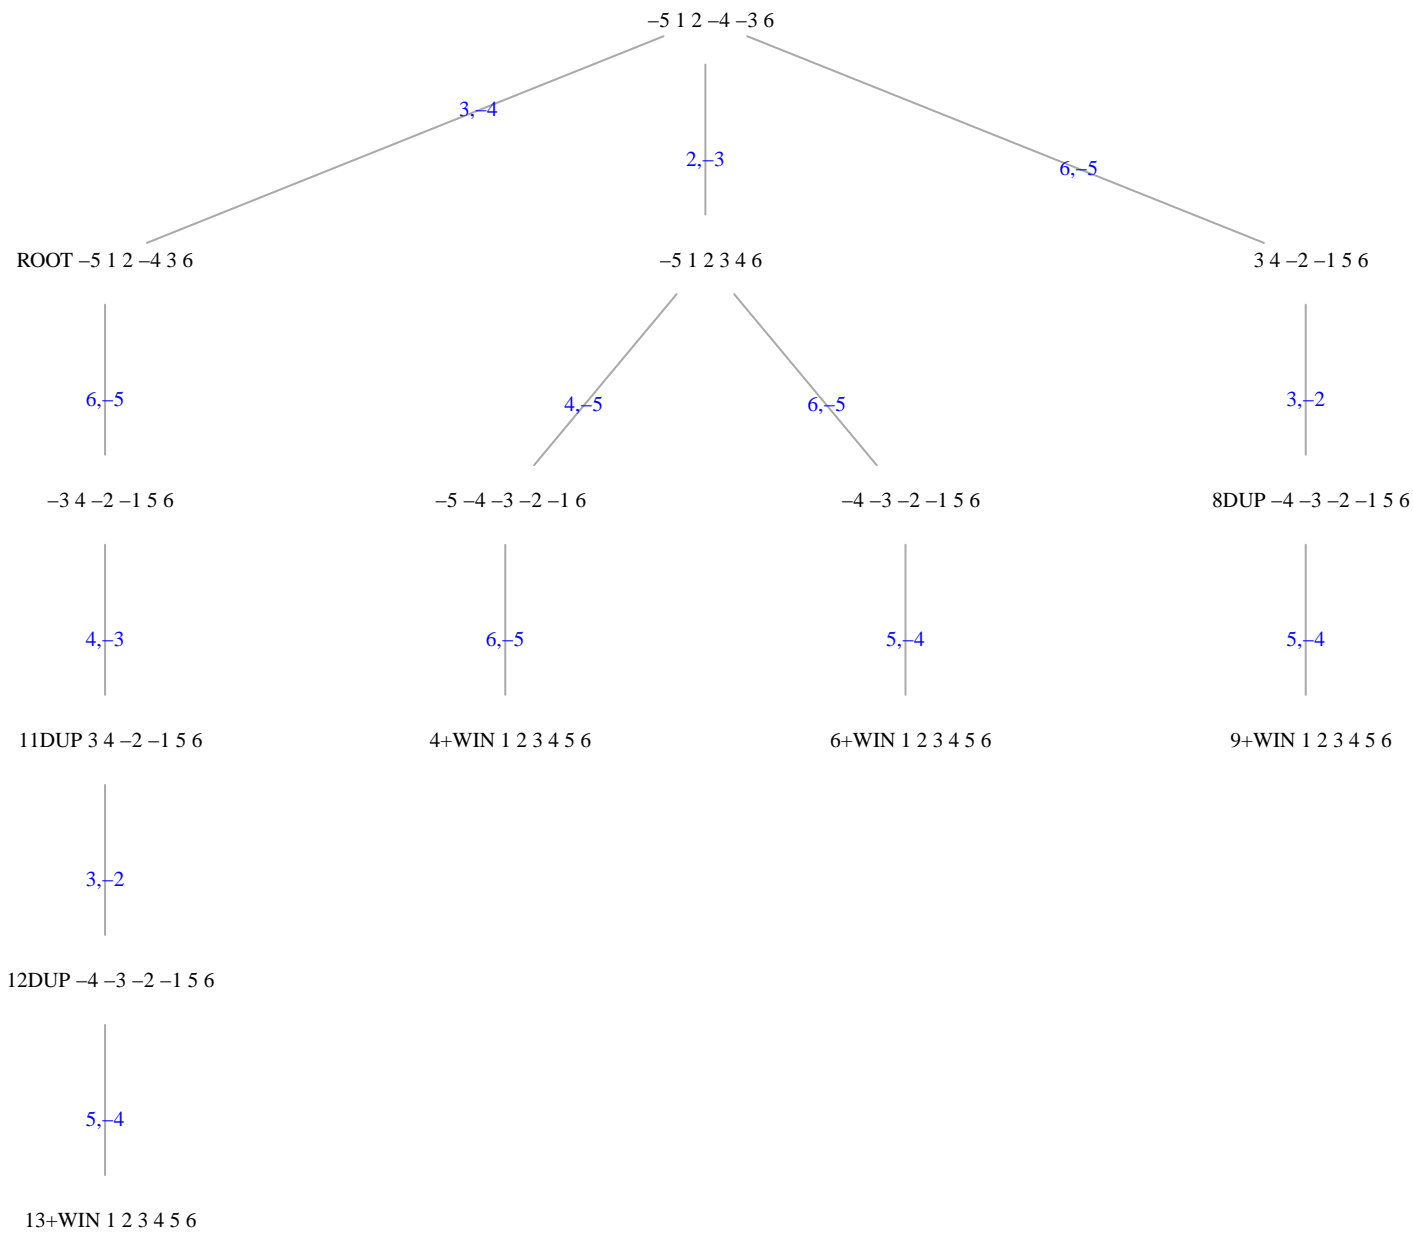 –5 1 2 –4 –3 6
3,–4
2,–3
6,–5
ROOT –5 1 2 –4 3 6
–5 1 2 3 4 6
3 4 –2 –1 5 6
6,–5
4,–5
6,–5
3,–2
–3 4 –2 –1 5 6
–5 –4 –3 –2 –1 6
–4 –3 –2 –1 5 6
8DUP –4 –3 –2 –1 5 6
4,–3
6,–5
5,–4
5,–4
11DUP 3 4 –2 –1 5 6
4+WIN 1 2 3 4 5 6
6+WIN 1 2 3 4 5 6
9+WIN 1 2 3 4 5 6
3,–2
12DUP –4 –3 –2 –1 5 6
5,–4
13+WIN 1 2 3 4 5 6